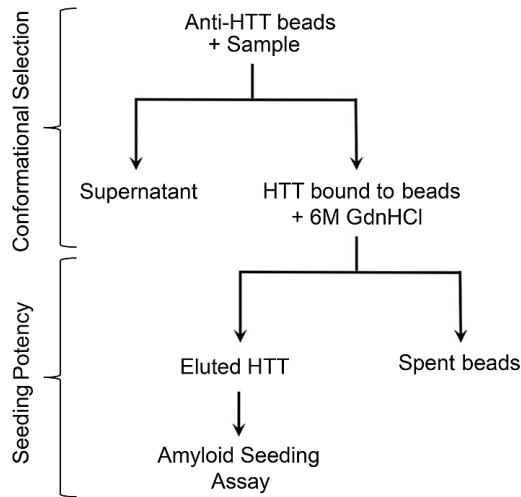 Conformational Selection
Anti-HTT beads
+ Sample
Supernatant
HTT bound to beads
+ 6M GdnHCl
Seeding Potency
Eluted HTT
Spent beads
Amyloid Seeding
Assay